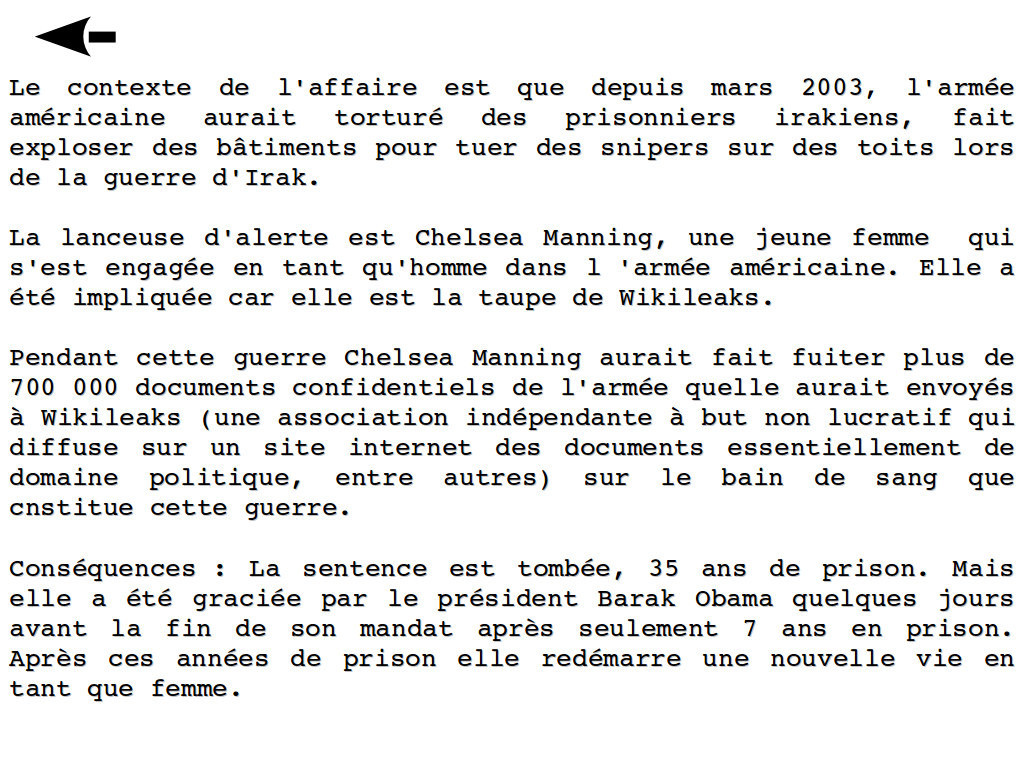 Le contexte de l'affaire est que depuis mars 2003, l'armée
américaine aurait torturé des prisonniers irakiens, fait
exploser des bâtiments pour tuer des snipers sur des toits lors
de la guerre d'Irak.
La lanceuse d'alerte est Chelsea Manning, une jeune femme  qui
s'est engagée en tant qu'homme dans l 'armée américaine. Elle a
été impliquée car elle est la taupe de Wikileaks.
Pendant cette guerre Chelsea Manning aurait fait fuiter plus de
700 000 documents confidentiels de l'armée quelle aurait envoyés
à Wikileaks (une association indépendante à but non lucratif qui
diffuse sur un site internet des documents essentiellement de
domaine politique, entre autres) sur le bain de sang que
cnstitue cette guerre.
Conséquences : La sentence est tombée, 35 ans de prison. Mais
elle a été graciée par le président Barak Obama quelques jours
avant la fin de son mandat après seulement 7 ans en prison.
Après ces années de prison elle redémarre une nouvelle vie en
tant que femme.